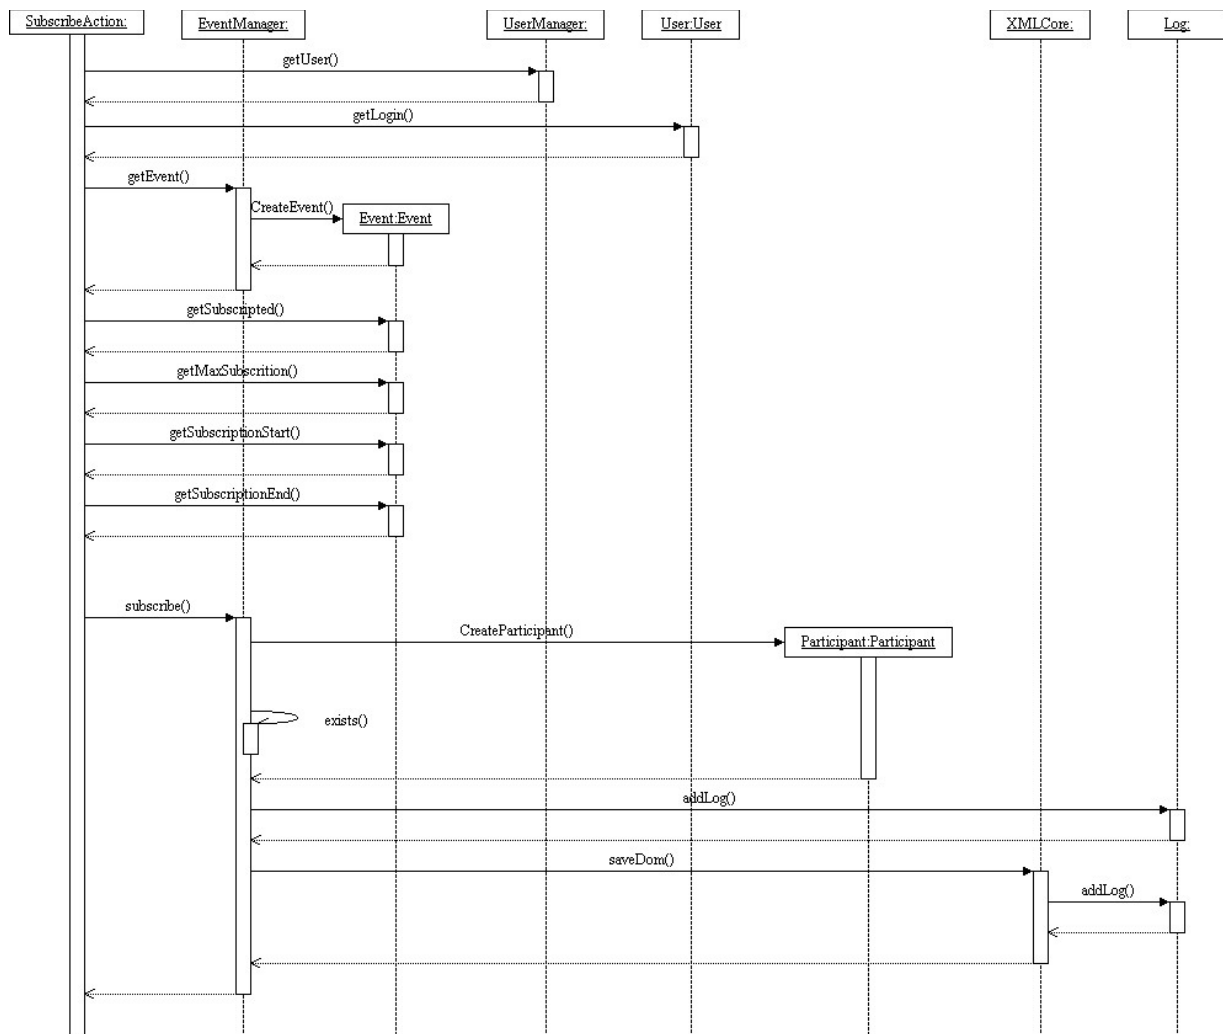 SubscribeAction:
EventManager:
UserManager:
User:User
XMLCore:
Log:
getUser()
getLogin()
getEvent()
CreateEvent()
Event:Event
getSubscripted()
getMaxSubscrition()
getSubscriptionStart()
getSubscriptionEnd()
subscribe()
CreateParticipant()
Participant:Participant
exists()
addLog()
saveDom()
addLog()